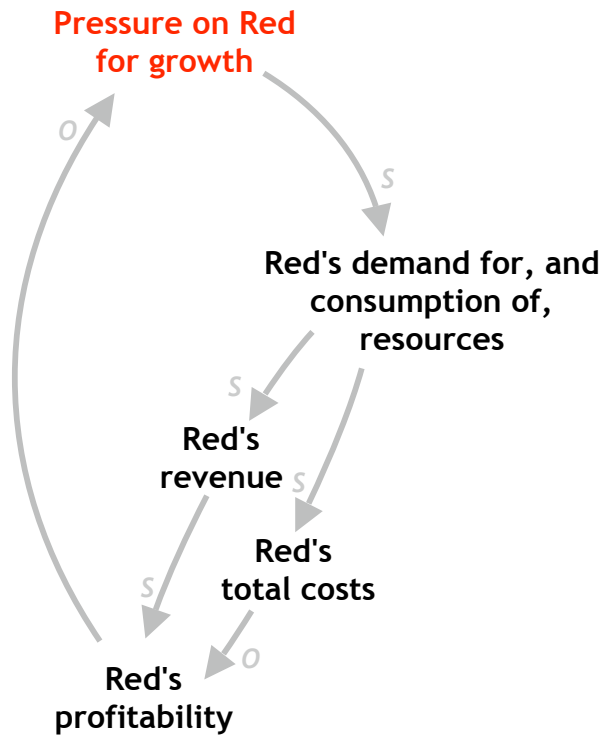 Pressure on Red
for growth
O
S
Red's demand for, and
consumption of,
resources
S
Red's
revenue
S
Red's
total costs
S
O
Red's
profitability